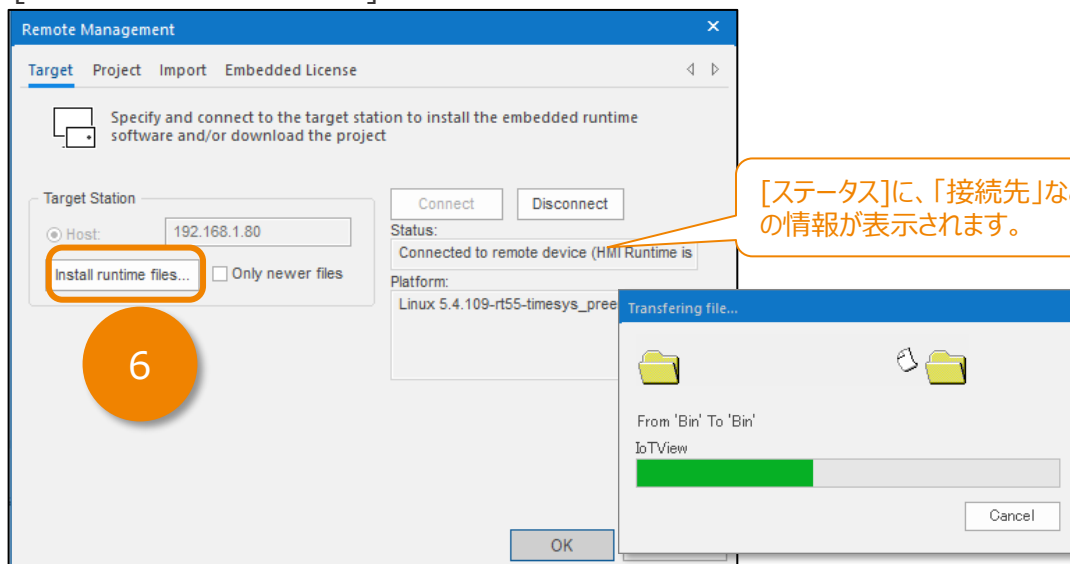 Remote Management
Target Project Import Embedded License
Specify and connect to the target station to install the embedded runtime
software and/or download the project
Target Station
Host: 192.168.1.80
Install runtime files... Only newer files
Connect Disconnect
Status:
Connected to remote device (HMI Runtime is
Platform:
Linux 5.4.109-rt55-timesys_pree
[ステータス]に、「接続先」な
の情報が表示されます。
6
Transfering file...
From 'Bin' To 'Bin'
IoTView
Cancel
OK